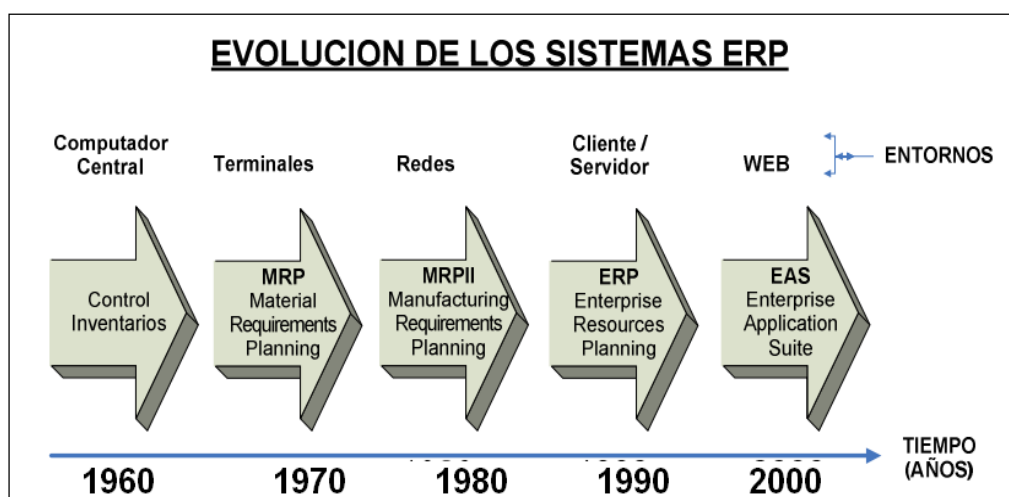 EVOLUCION DE LOS SISTEMAS ERP
Computador
Central
Terminales
Redes
Cliente /
Servidor
WEB
ENTORNOS
Control
Inventarios
MRP
Material
Requirements
Planning
MRPII
Manufacturing
Requirements
Planning
ERP
Enterprise
Resources
Planning
EAS
Enterprise
Application
Suite
TIEMPO
(AÑOS)
1960
1970
1980
1990
2000